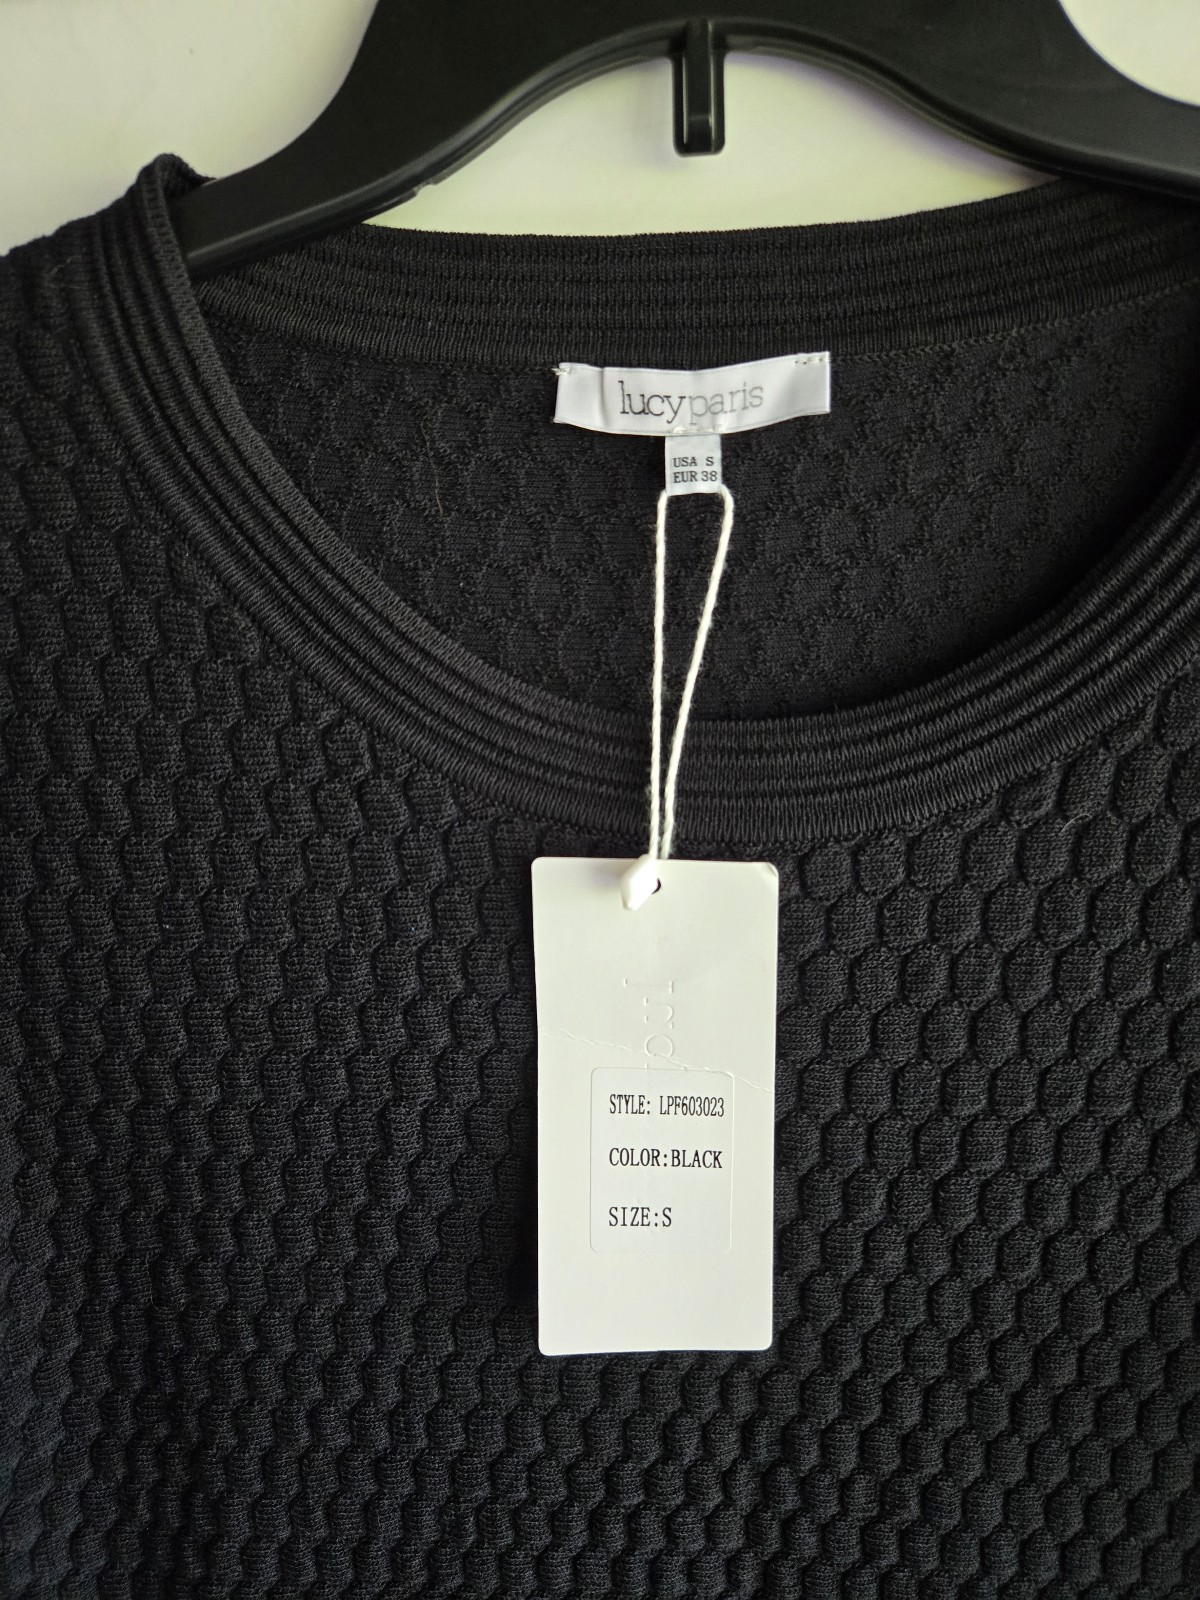 lucyparis
USA S
EUR 38
STYLE: LPF603023
COLOR:BLACK
SIZE:S